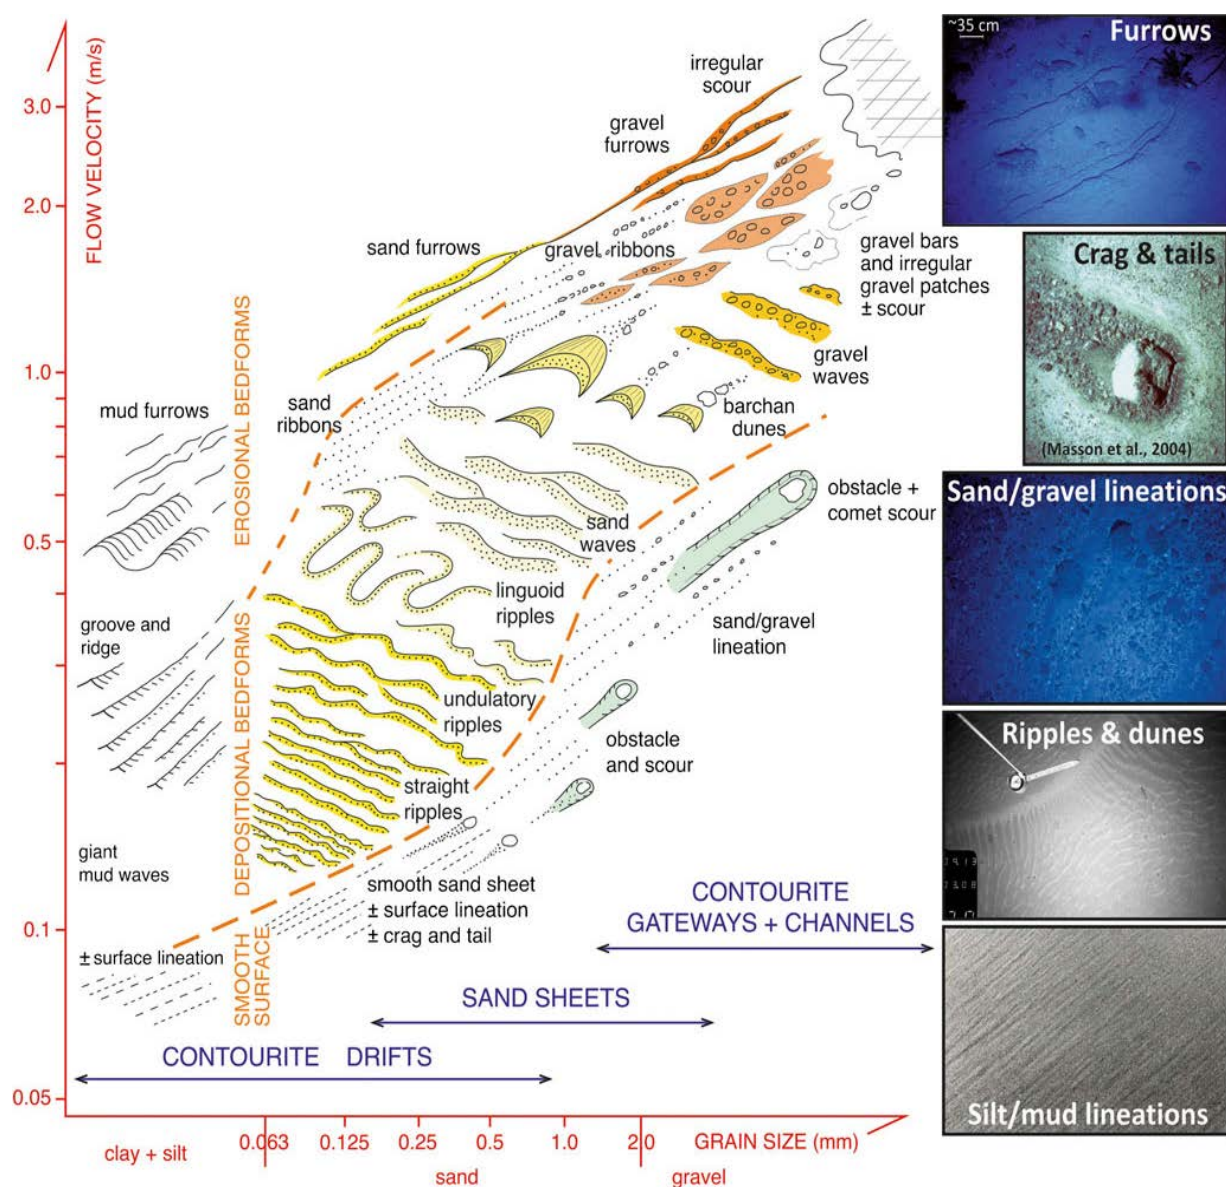 FLOW VELOCITY (m/s)
3.0
2.0
1.0
0.5
0.1
0.05
EROSIONAL BEDFORMS
DEPOSITIONAL BEDFORMS
SMOOTH
SURFACE
irregular
scour
gravel
furrows
sand furrows
gravel ribbons
gravel bars
and irregular
gravel patches
± scour
gravel
waves
mud furrows
sand
ribbons
barchan
dunes
obstacle +
comet scour
sand
waves
linguoid
ripples
groove and
ridge
sand/gravel
lineation
undulatory
ripples
obstacle
and scour
straight
ripples
giant
mud waves
smooth sand sheet
± surface lineation
± crag and tail
± surface lineation
CONTOURITE
GATEWAYS + CHANNELS
SAND SHEETS
CONTOURITE DRIFTS
0.063
0.125
0.25
0.5
1.0
2.0
GRAIN SIZE (mm)
clay + silt
sand
gravel
~35 cm
Furrows
Crag & tails
(Masson et al., 2004)
Sand/gravel lineations
Ripples & dunes
Silt/mud lineations